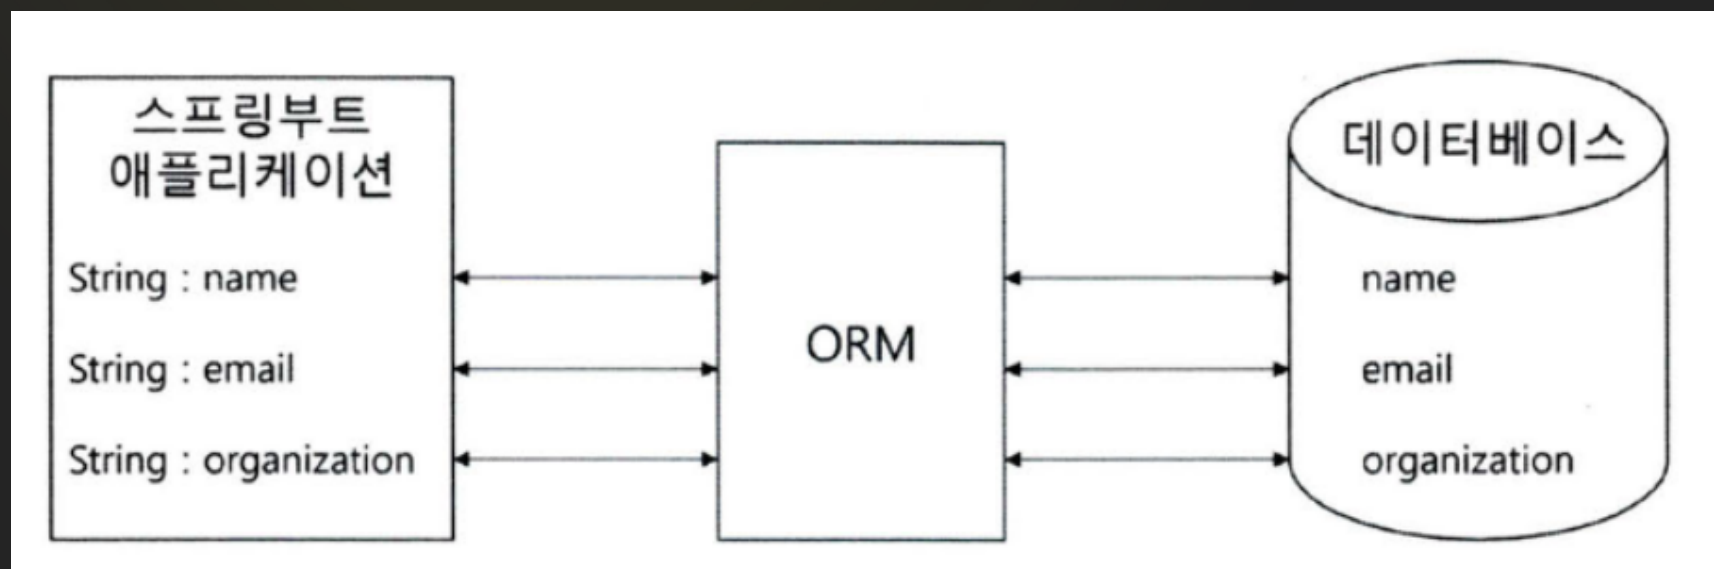 스프링부트
애플리케이션
String : name
String : email
String : organization
ORM
데이터베이스
name
email
organization